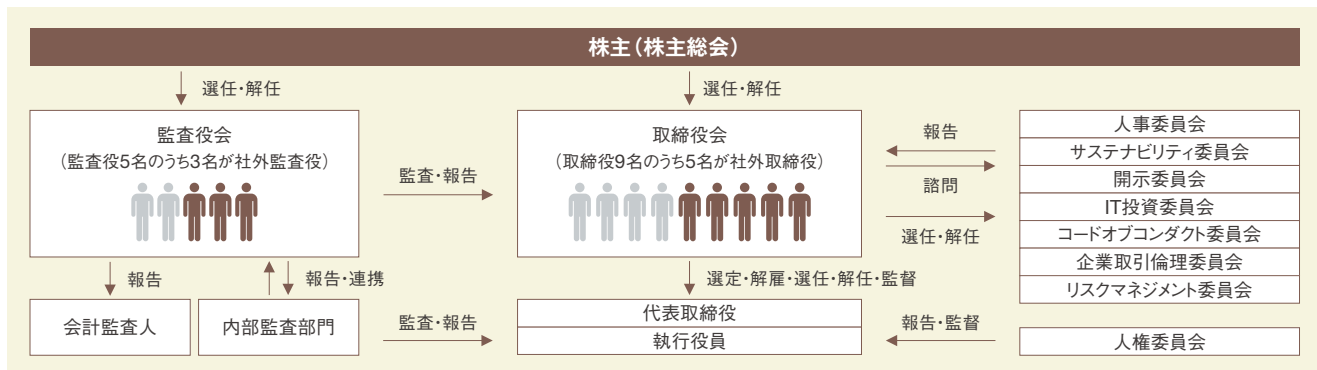 株主（株主総会）
選任・解任
選任・解任
監査役会
（監査役5名のうち3名が社外監査役）
監査・報告
取締役会
（取締役9名のうち5名が社外取締役）
報告
諮問
選任・解任
人事委員会
サステナビリティ委員会
開示委員会
IT投資委員会
コードオブコンダクト委員会
企業取引倫理委員会
リスクマネジメント委員会
報告
報告・連携
選定・解雇・選任・解任・監督
会計監査人
内部監査部門
監査・報告
代表取締役
執行役員
報告・監督
人権委員会